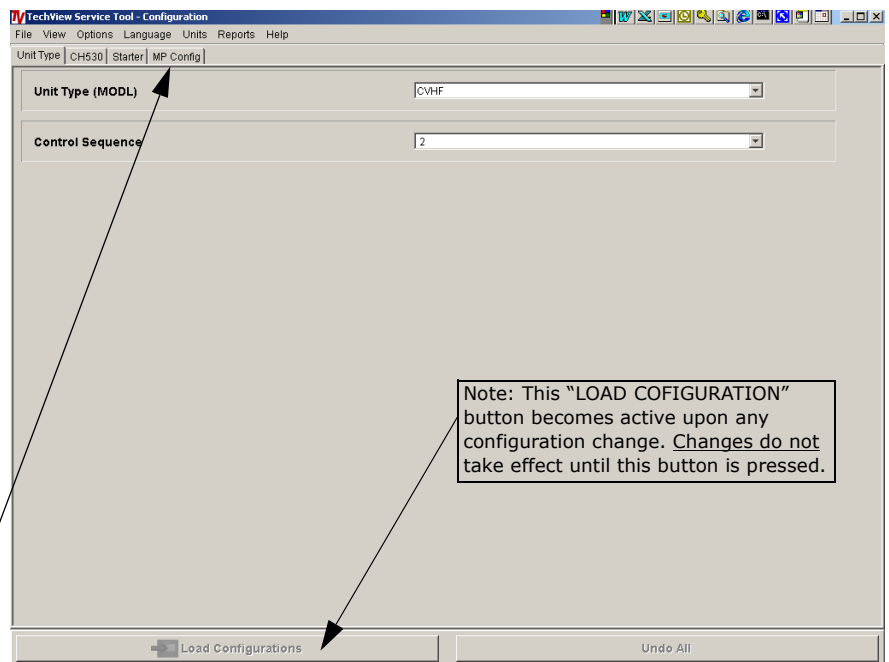 TechView Service Tool - Configuration
File View Options Language Units Reports Help
Unit Type CH530 Starter MP Config
Unit Type (MODL) CVHF
Control Sequence 2
Note: This “LOAD COFIGURATION”
button becomes active upon any
configuration change. Changes do not
take effect until this button is pressed.
Load Configurations Undo All